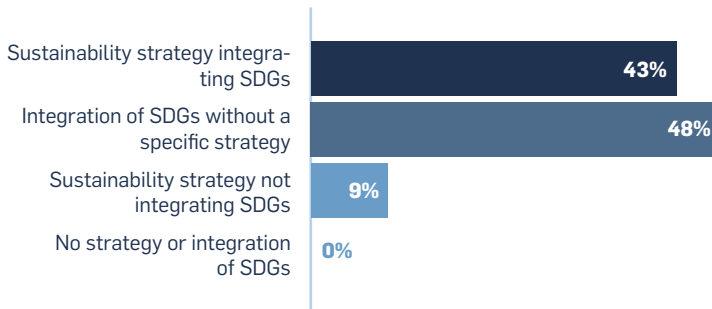 Sustainability strategy integra-
ting SDGs
43%
Integration of SDGs without a
specific strategy
48%
Sustainability strategy not
integrating SDGs
9%
No strategy or integration
of SDGs
0%